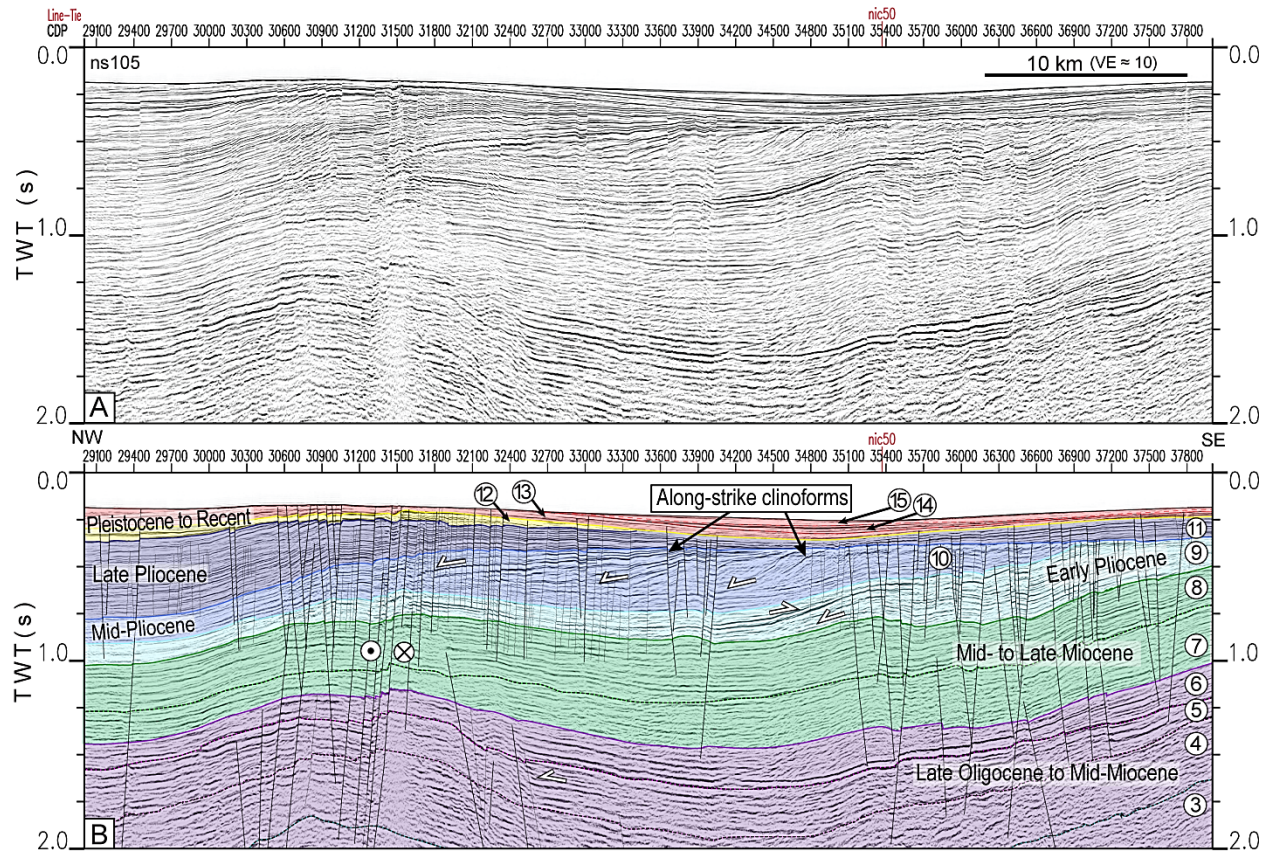 Line-Tie
nic50
CDP 29100 29400 29700 30000 30300 30600 30900 31200 31500 31800 32100 32400 32700 33000 33300 33600 33900 34200 34500 34800 35100 35400 35700 36000 36300 36600 36900 37200 37500 37800
0.0 0.0
ns105
10 km (VE ≈ 10)
TWT (s)
1.0 1.0
A
2.0 2.0
NW nic50 SE
29100 29400 29700 30000 30300 30600 30900 31200 31500 31800 32100 32400 32700 33000 33300 33600 33900 34200 34500 34800 35100 35400 35700 36000 36300 36600 36900 37200 37500 37800
0.0 0.0
12 13 Along-strike clinoforms 15 14
Pleistocene to Recent
11
Late Pliocene
10
9
Early Pliocene
8
Mid-Pliocene
TWT (s)
1.0 1.0
Mid- to Late Miocene
7
6
5
4
Late Oligocene to Mid-Miocene
3
B
2.0 2.0